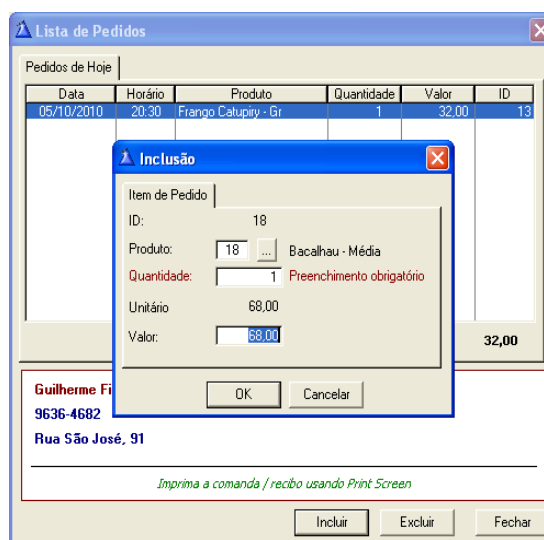 Lista de Pedidos
Pedidos de Hoje
Data Horário Produto Quantidade Valor ID
05/10/2010 20:30 Frango Catupiry - Gr 1 32,00 13
Inclusão
Item de Pedido
ID: 18
Produto: 18 ... Bacalhau - Média
Quantidade: 1 Preenchimento obrigatório
Unitário 68,00
Valor: 68,00
OK Cancelar
32,00
Guilherme Fi
9636-4682
Rua São José, 91
Imprima a comanda / recibo usando Print Screen
Incluir Excluir Fechar